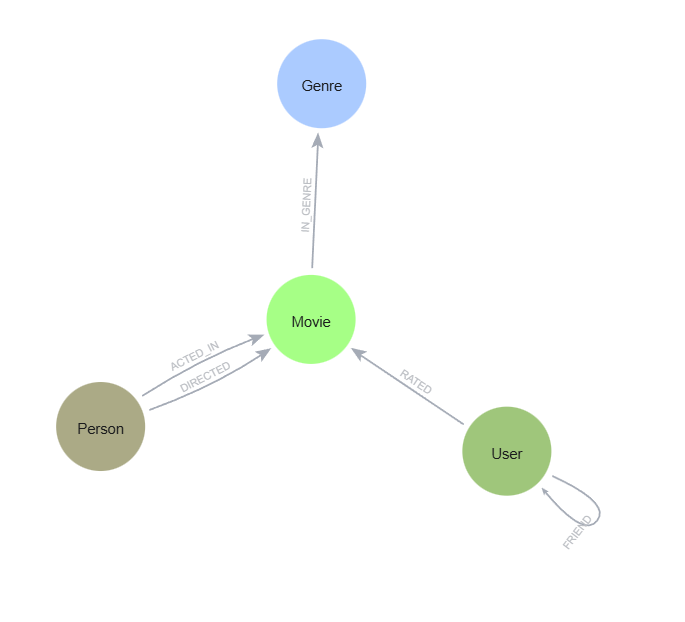 Genre
IN_GENRE
Movie
ACTED_IN
DIRECTED
RATED
Person
User
FRIEND